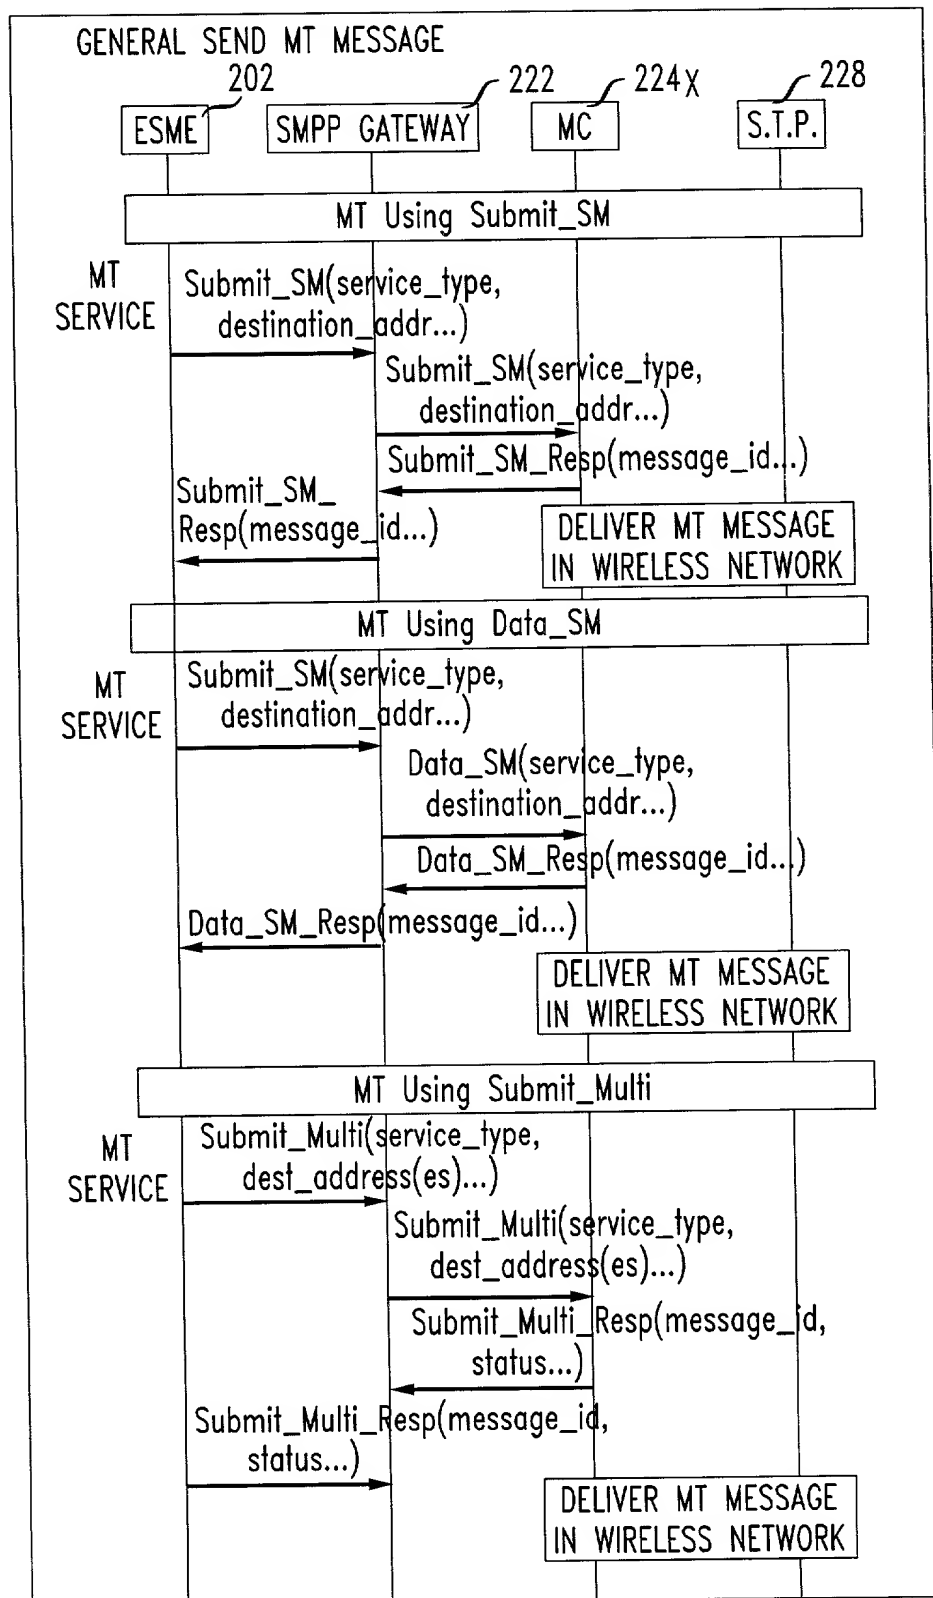 GENERAL SEND MT MESSAGE
202
222
224X
228
ESME
SMPP GATEWAY
MC
S.T.P.
MT Using Submit_SM
MT
SERVICE
Submit_SM(service_type,
destination_addr...)
Submit_SM(service_type,
destination_addr...)
Submit_SM_Resp(message_id...)
Submit_SM_
Resp(message_id...)
DELIVER MT MESSAGE
IN WIRELESS NETWORK
MT Using Data_SM
MT
SERVICE
Submit_SM(service_type,
destination_addr...)
Data_SM(service_type,
destination_addr...)
Data_SM_Resp(message_id...)
Data_SM_Resp(message_id...)
DELIVER MT MESSAGE
IN WIRELESS NETWORK
MT Using Submit_Multi
MT
SERVICE
Submit_Multi(service_type,
dest_address(es)...)
Submit_Multi(service_type,
dest_address(es)...)
Submit_Multi_Resp(message_id,
status...)
Submit_Multi_Resp(message_id,
status...)
DELIVER MT MESSAGE
IN WIRELESS NETWORK